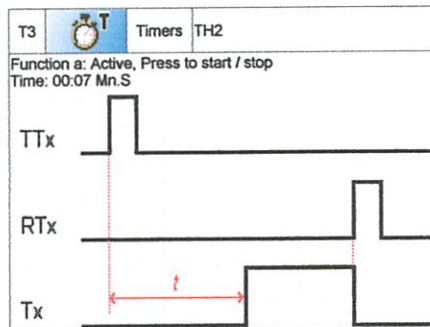 T3 T Timers TH2
Function a: Active, Press to start / stop
Time: 00:07 Mn.S
TTx
RTx
t
Tx